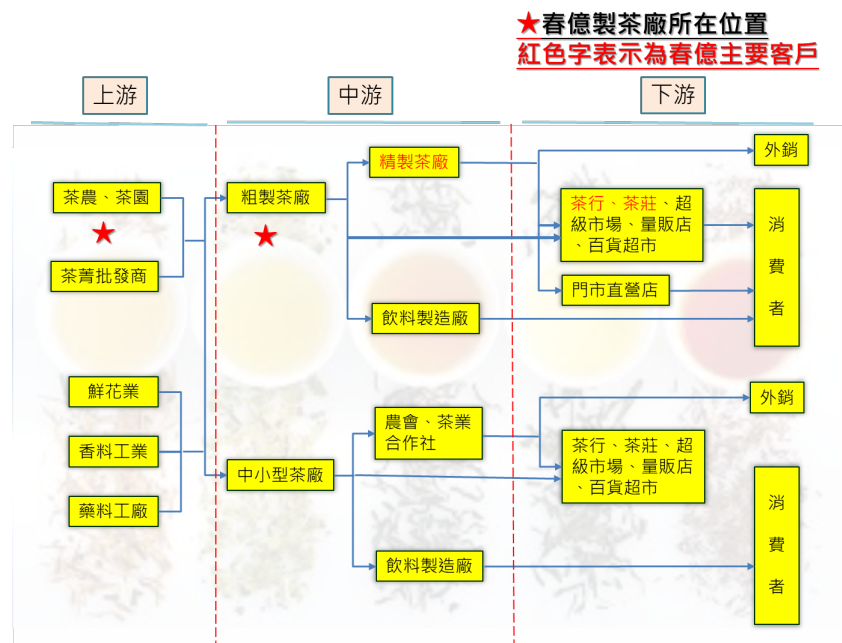 ★春億製茶廠所在位置
紅色字表示為春億主要客戶
上游
中游
下游
茶農、茶園
★
茶菁批發商
鮮花業
香料工業
藥料工廠
粗製茶廠
★
中小型茶廠
精製茶廠
飲料製造廠
農會、茶業
合作社
飲料製造廠
外銷
茶行、茶莊、超
級市場、量販店
、百貨超市
門市直營店
消
費
者
外銷
茶行、茶莊、超
級市場、量販店
、百貨超市
消
費
者